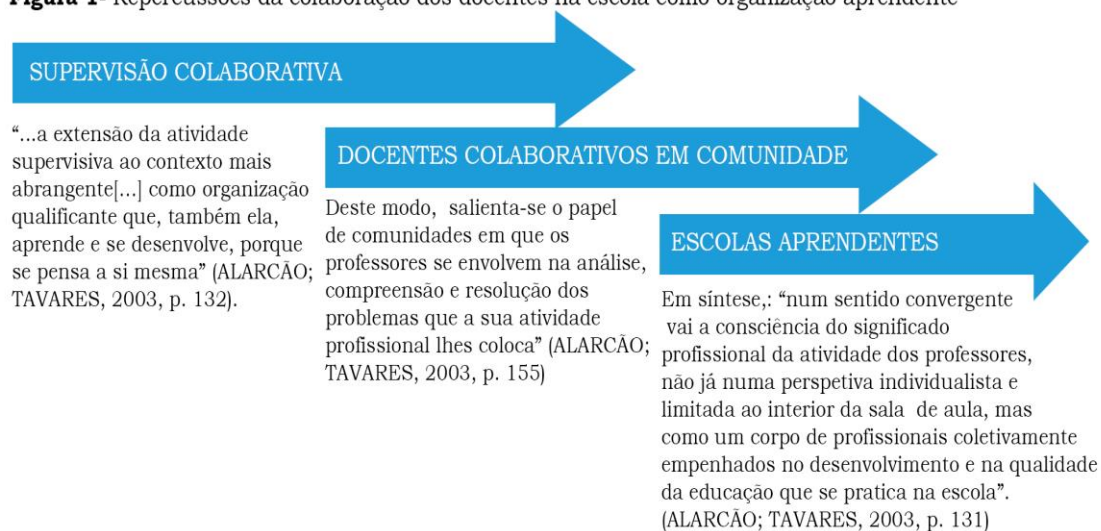 Figura 1- Repercussões da colaboração dos docentes na escola como organização aprendente
SUPERVISÃO COLABORATIVA
“...a extensão da atividade
supervisiva ao contexto mais
abrangente[...] como organização
qualificante que, também ela,
aprende e se desenvolve, porque
se pensa a si mesma” (ALARCÃO;
TAVARES, 2003, p. 132).
DOCENTES COLABORATIVOS EM COMUNIDADE
Deste modo, salienta-se o papel
de comunidades em que os
professores se envolvem na análise,
compreensão e resolução dos
problemas que a sua atividade
profissional lhes coloca” (ALARCÃO;
TAVARES, 2003, p. 155)
ESCOLAS APRENDENTES
Em síntese,: “num sentido convergente
vai a consciência do significado
profissional da atividade dos professores,
não já numa perspetiva individualista e
limitada ao interior da sala de aula, mas
como um corpo de profissionais coletivamente
empenhados no desenvolvimento e na qualidade
da educação que se pratica na escola”.
(ALARCÃO; TAVARES, 2003, p. 131)